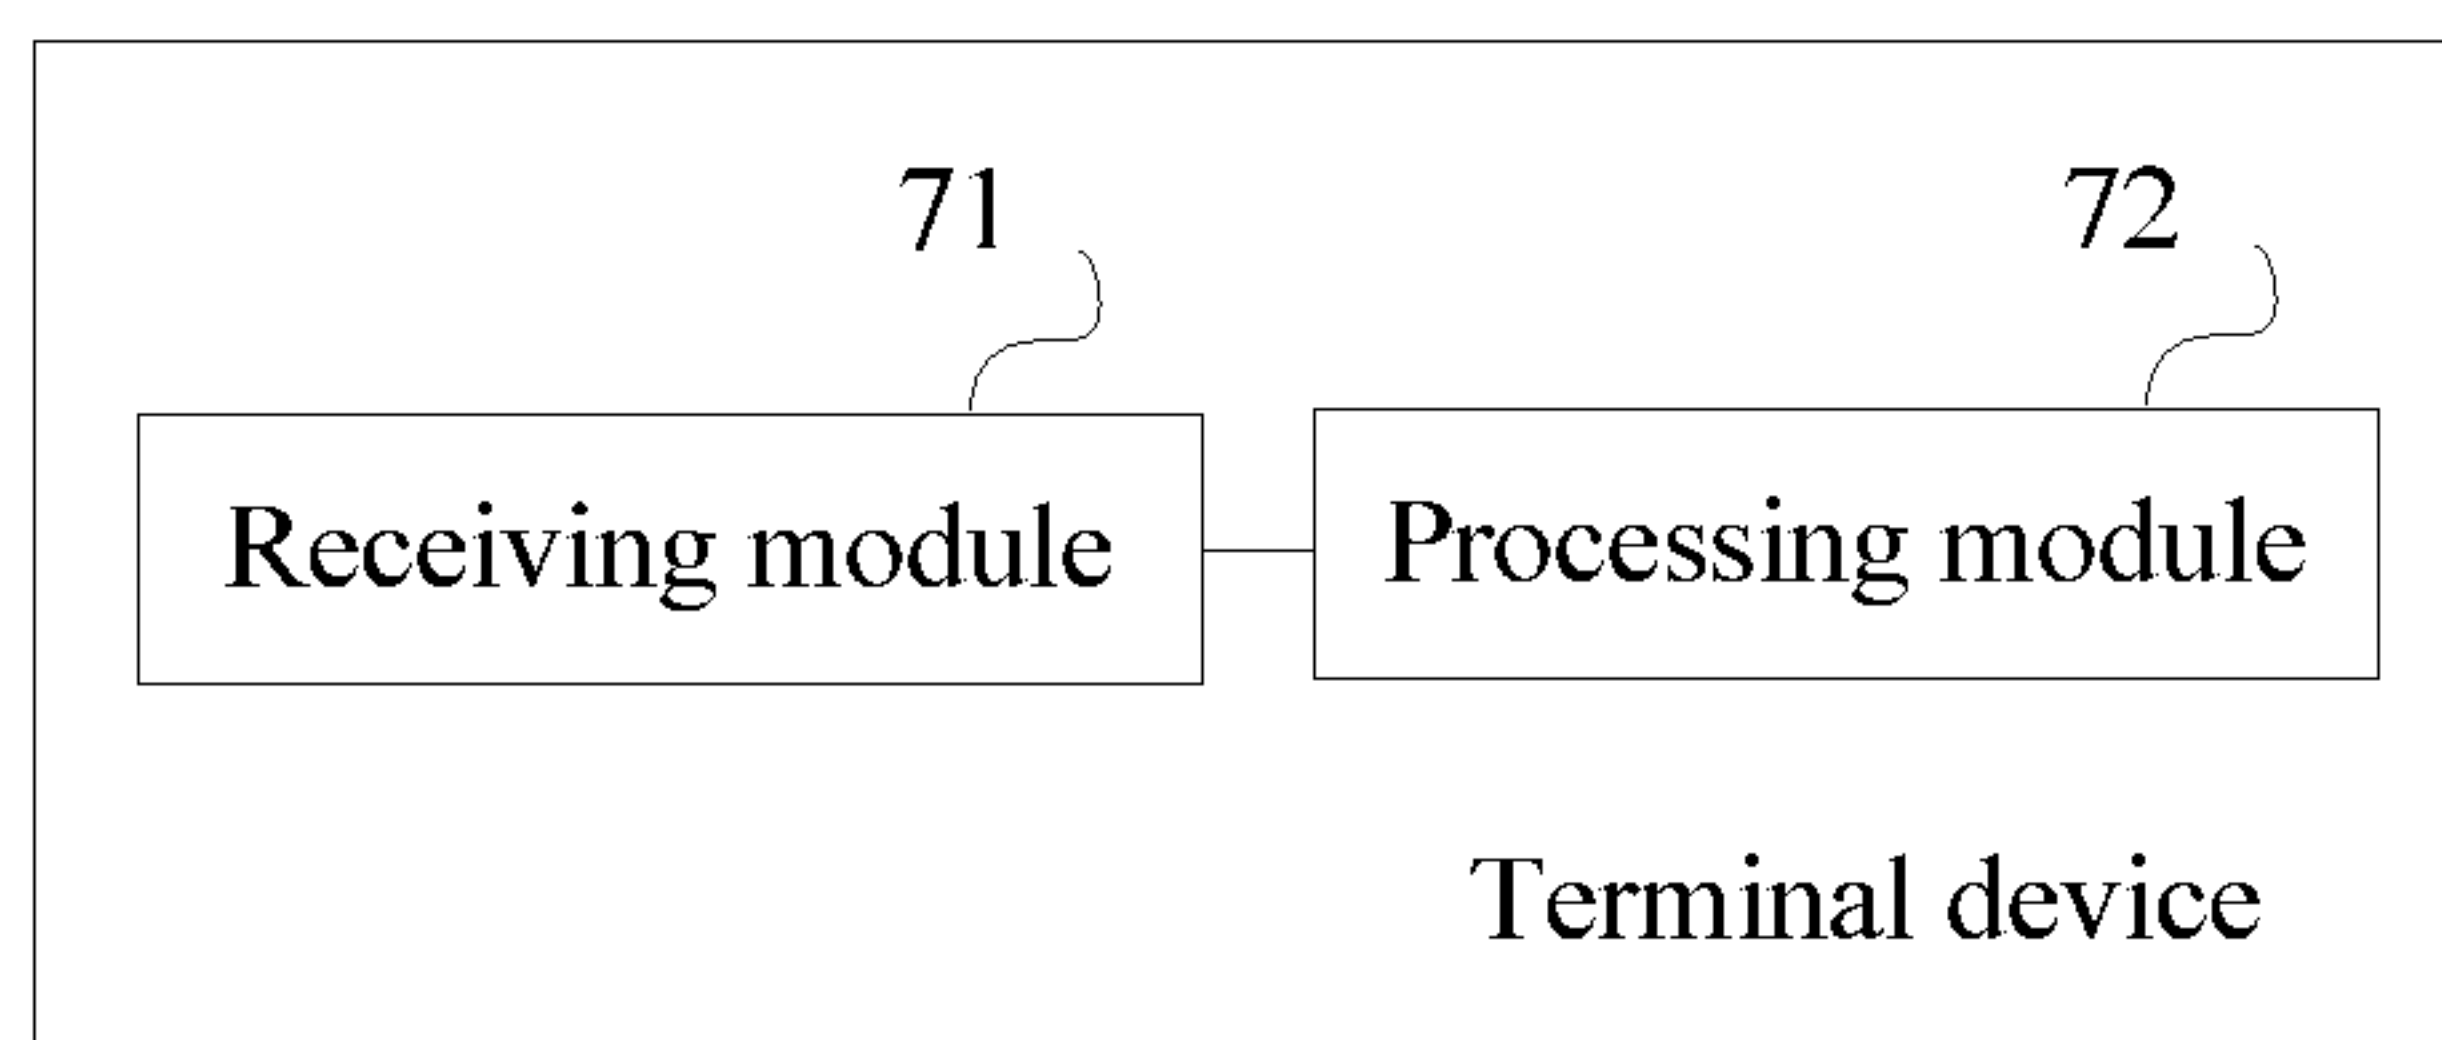 71
72
Receiving module
Processing module
Terminal device